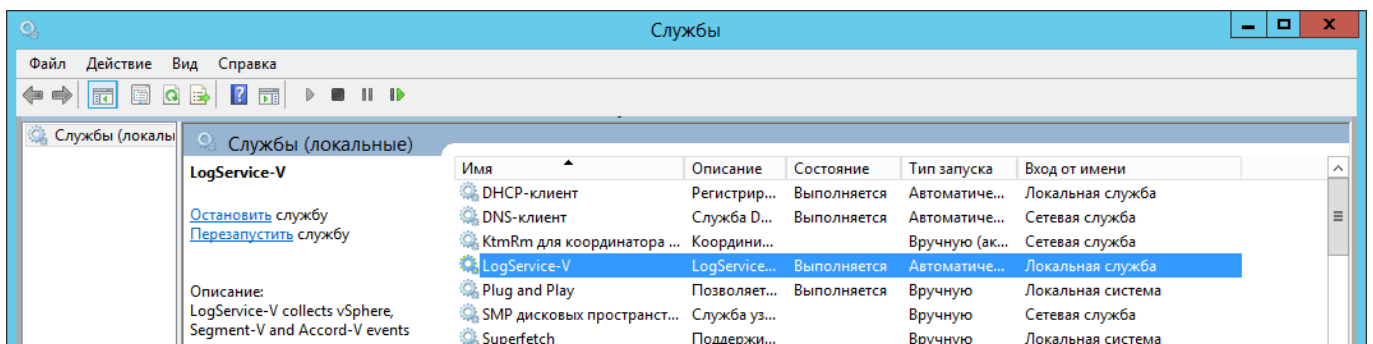 Службы
Файл Действие Вид Справка
Службы (локалы
Службы (локальные)
LogService-V
Остановить службу
Перезапустить службу
Описание:
LogService-V collects vSphere,
Segment-V and Accord-V events
Имя Описание Состояние Тип запуска Вход от имени
DHCP-клиент Регистрир... Выполняется Автоматиче... Локальная служба
DNS-клиент Служба D... Выполняется Автоматиче... Сетевая служба
KtmRm для координатора ... Координи... Вручную (ак... Сетевая служба
LogService-V LogService... Выполняется Автоматиче... Локальная служба
Plug and Play Позволяет... Выполняется Вручную Локальная система
SMP дисковых пространст... Служба уз... Вручную Сетевая служба
Superfetch Поддержи... Вручную Локальная система